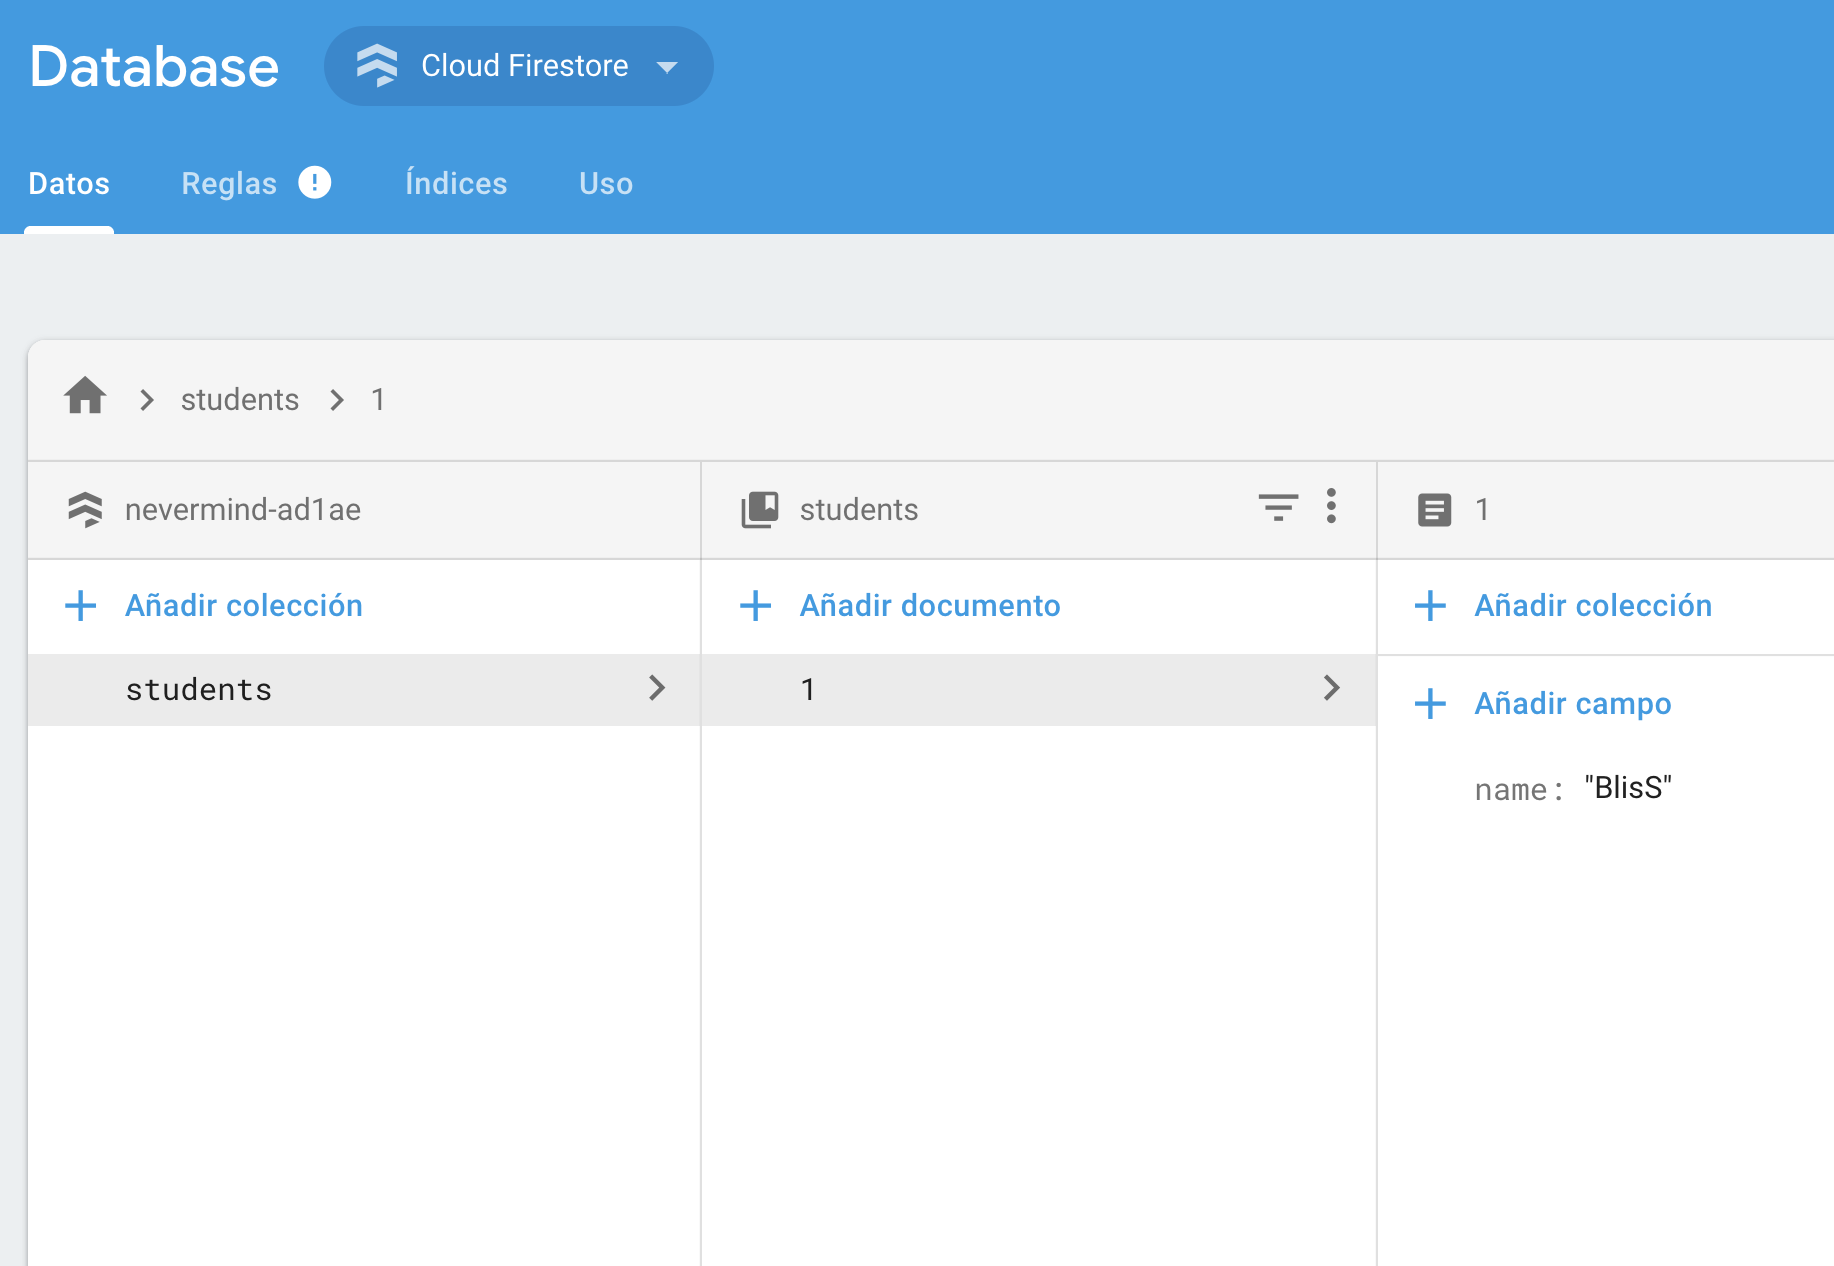 Database Cloud Firestore
Datos Reglas Índices Uso
students 1
nevermind-ad1ae students 1
Añadir colección Añadir documento Añadir colección
students 1
Añadir campo
name: "BlisS"